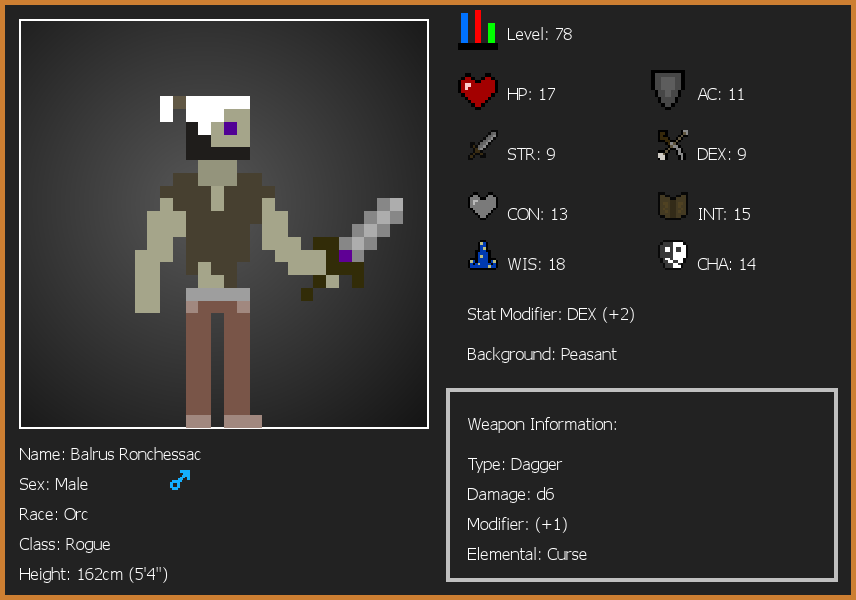 Level: 78
HP: 17
AC: 11
STR: 9
DEX: 9
CON: 13
INT: 15
WIS: 18
CHA: 14
Stat Modifier: DEX (+2)
Background: Peasant
Weapon Information:
Type: Dagger
Damage: d6
Modifier: (+1)
Elemental: Curse
Name: Balrus Ronchessac
Sex: Male
Race: Orc
Class: Rogue
Height: 162cm (5'4")